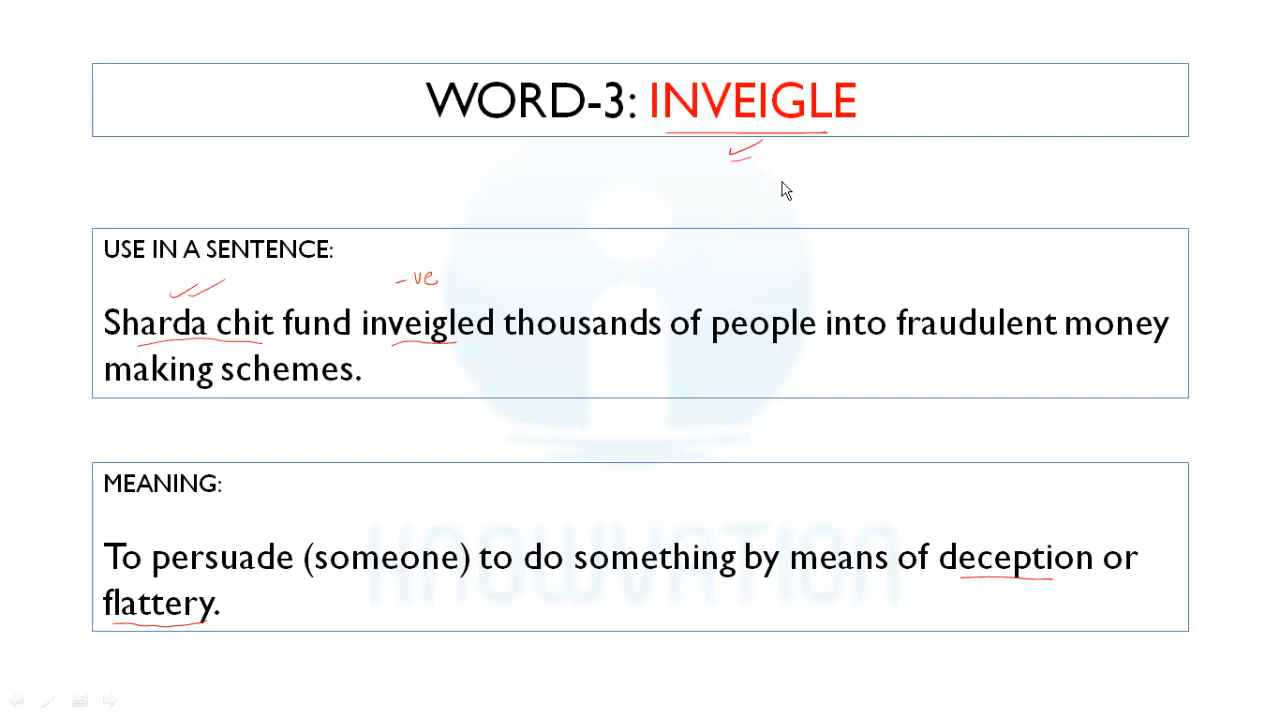 WORD-3: INVEIGLE
USE IN A SENTENCE:
-ve
Sharda chit fund inveigled thousands of people into fraudulent money
making schemes.
MEANING:
KNOWVATION
To persuade (someone) to do something by means of deception or
flattery.